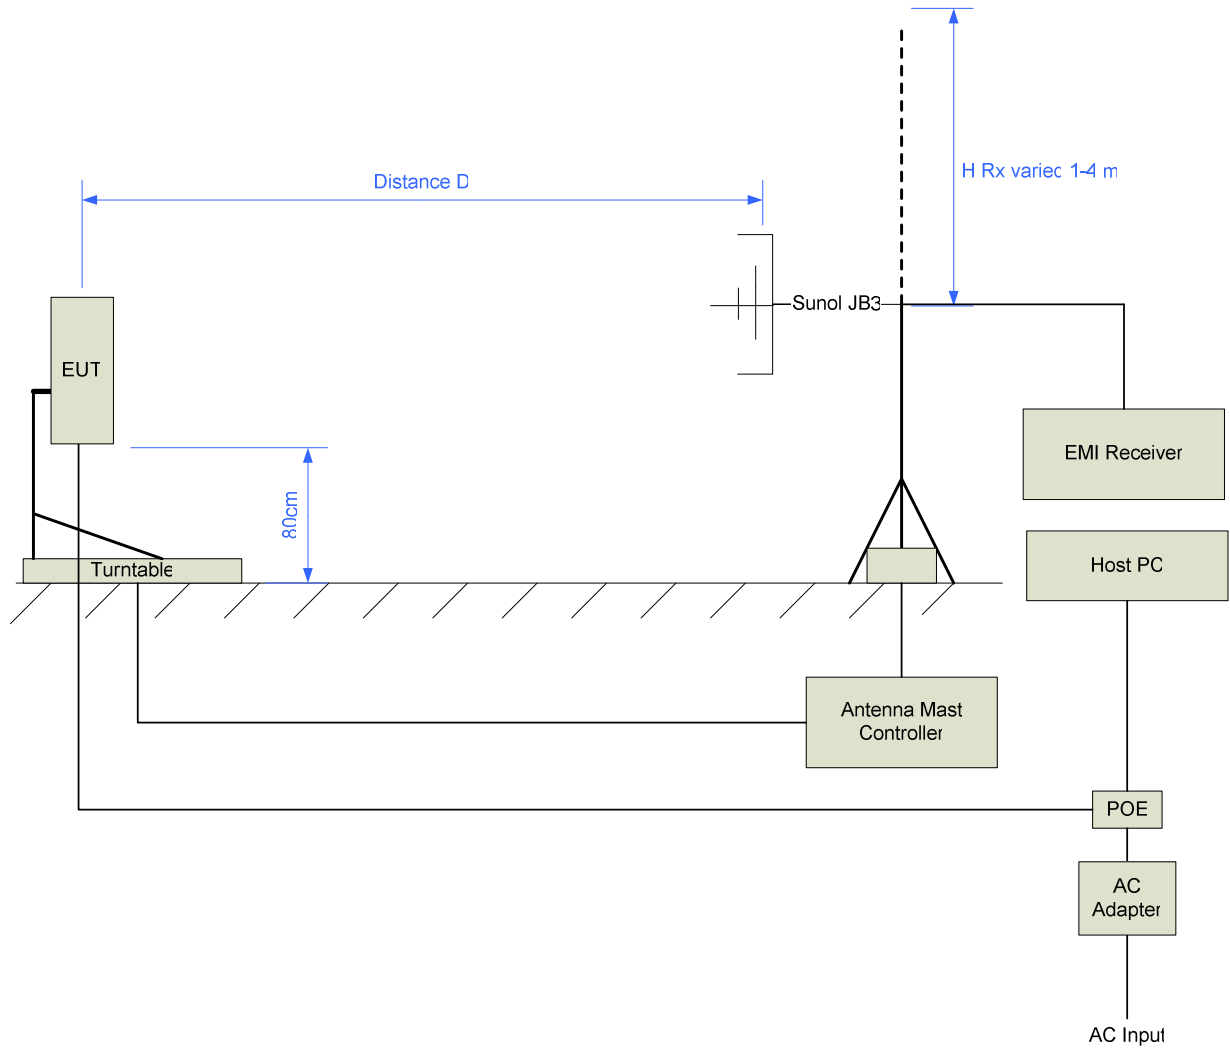 H Rx varied 1-4 m
Distance D
Sunol JB3
EUT
EMI Receiver
80cm
Turntable
Host PC
Antenna Mast
Controller
POE
AC
Adapter
AC Input